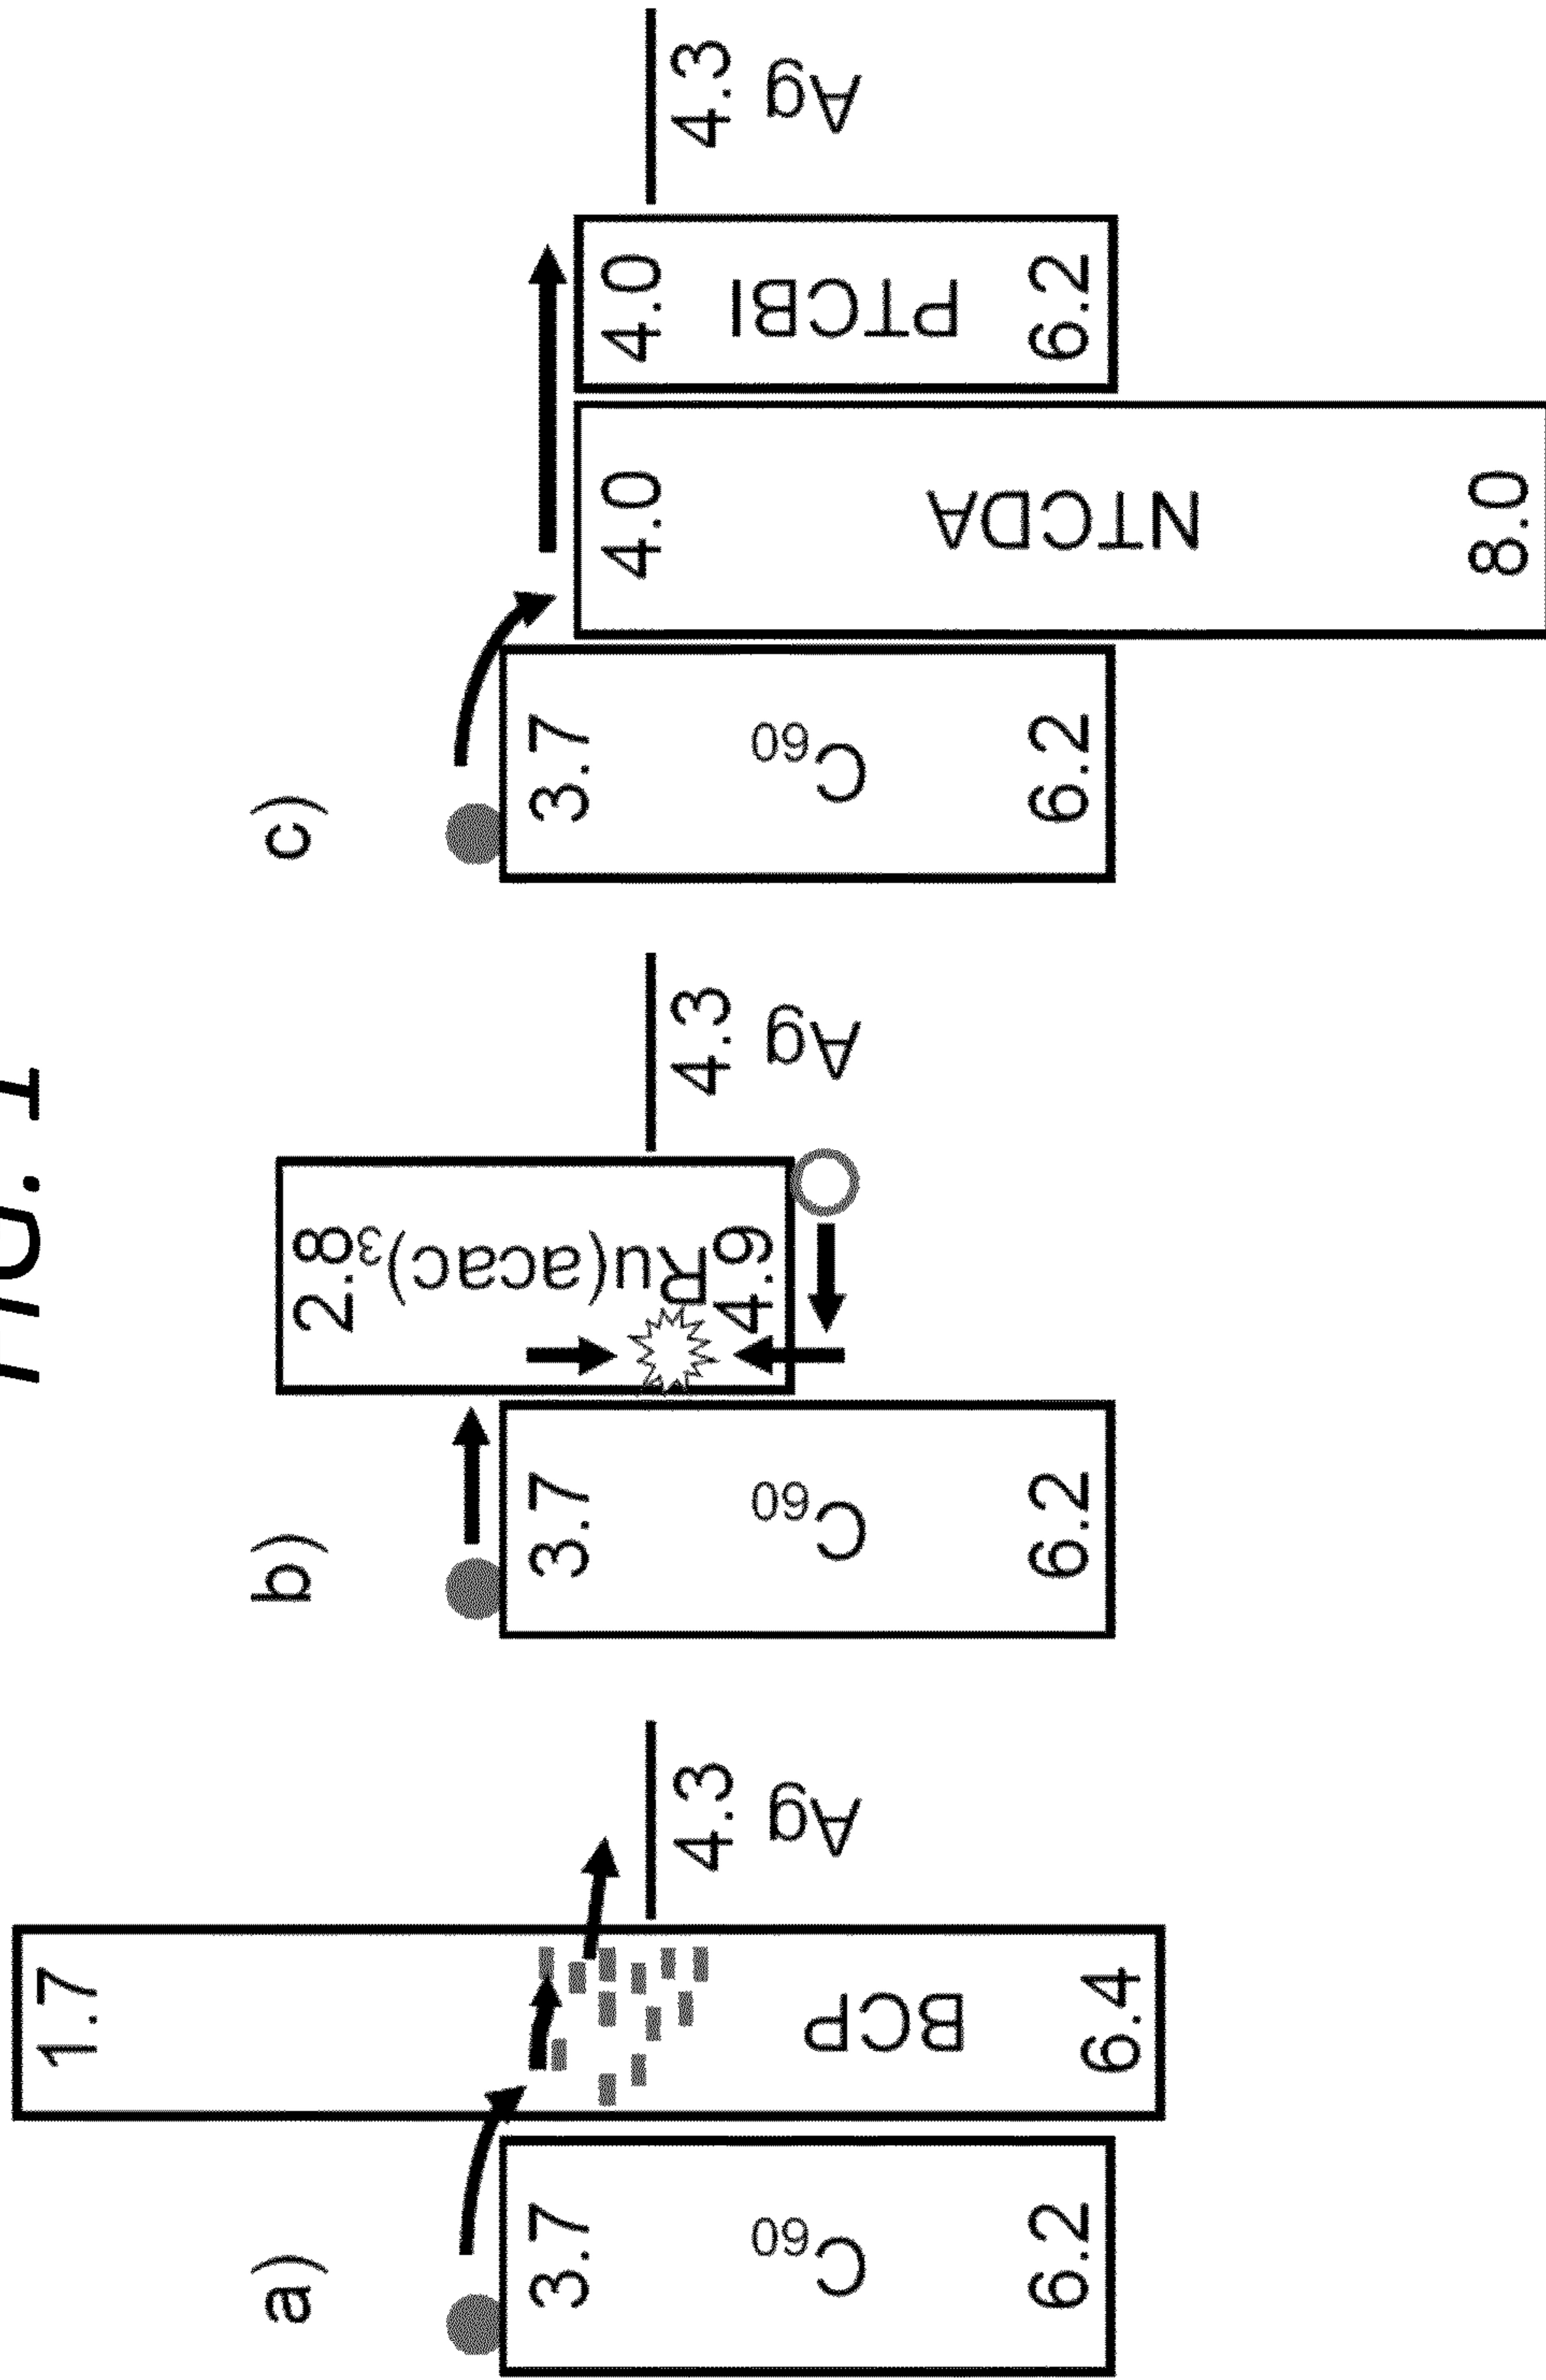 FIG. 1
a)
3.7
C60
6.2
1.7
BCP
6.4
4.3
Ag
b)
3.7
C60
6.2
2.8
Ru(acac)3
4.9
4.3
Ag
c)
3.7
C60
6.2
4.0
NTCDA
8.0
4.0
PTCBI
6.2
4.3
Ag